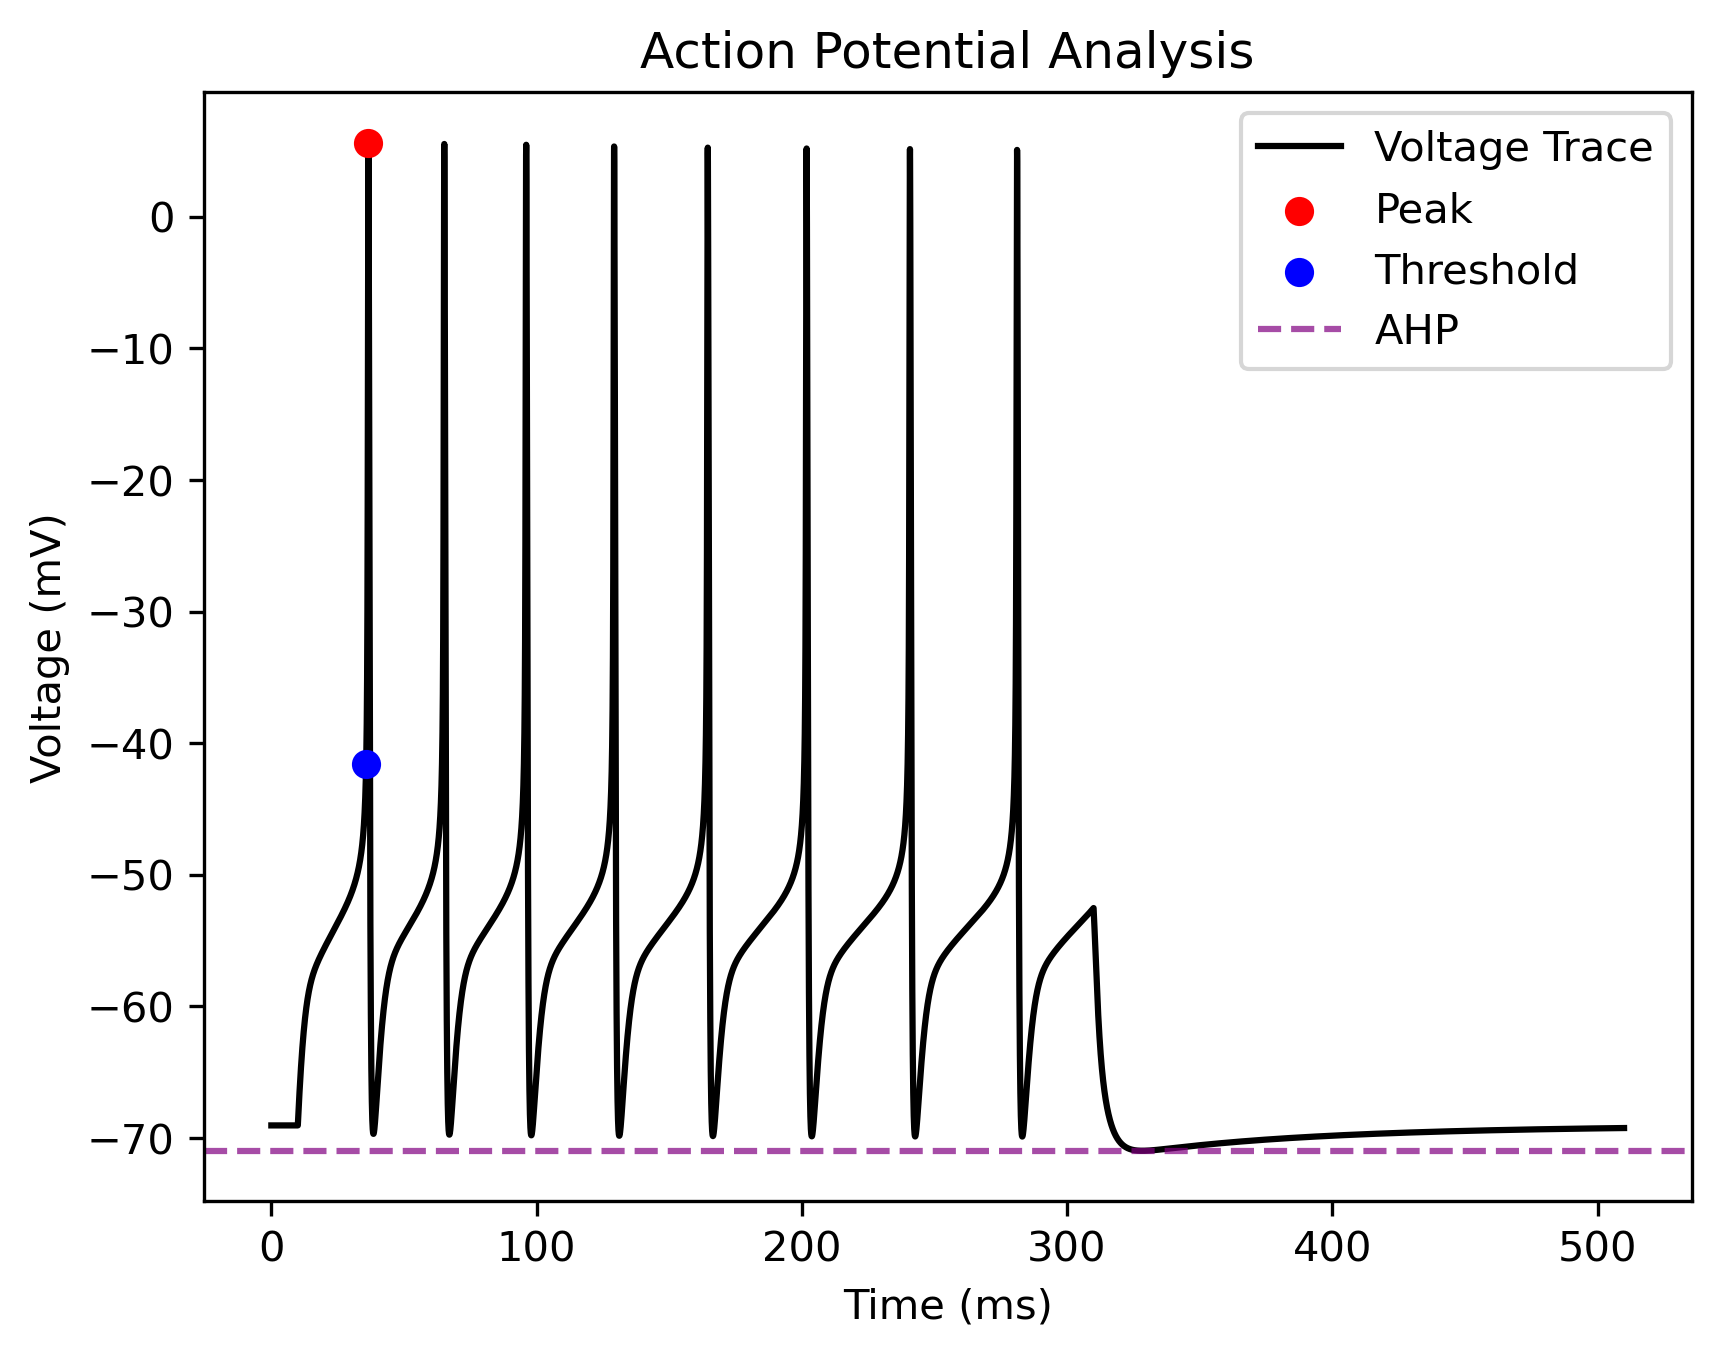 Action Potential Analysis
Voltage Trace
Peak
Threshold
AHP
Voltage (mV)
0
−10
−20
−30
−40
−50
−60
−70
0 100 200 300 400 500
Time (ms)